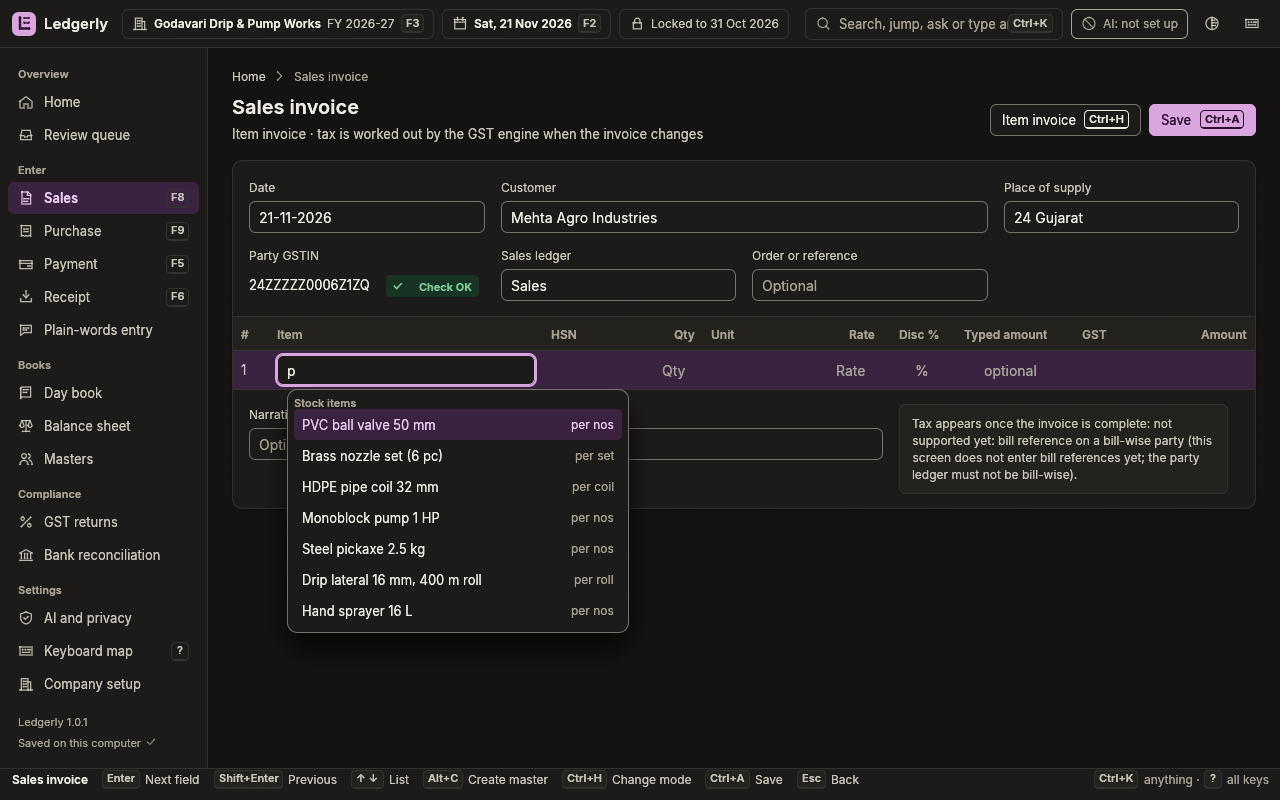 Ledgerly
Godavari Drip & Pump Works FY 2026-27 F3
Sat, 21 Nov 2026 F2
Locked to 31 Oct 2026
Search, jump, ask or type a Ctrl+K
AI: not set up
Overview
Home
Review queue
Enter
Sales F8
Purchase F9
Payment F5
Receipt F6
Plain-words entry
Books
Day book
Balance sheet
Masters
Compliance
GST returns
Bank reconciliation
Settings
AI and privacy
Keyboard map ?
Company setup
Ledgerly 1.0.1
Saved on this computer
Home > Sales invoice
Sales invoice
Item invoice · tax is worked out by the GST engine when the invoice changes
Item invoice Ctrl+H
Save Ctrl+A
Date Customer Place of supply
21-11-2026 Mehta Agro Industries 24 Gujarat
Party GSTIN Sales ledger Order or reference
24ZZZZZ0006Z1ZQ Check OK Sales Optional
# Item HSN Qty Unit Rate Disc % Typed amount GST Amount
1 p Qty Rate % optional
Narrati
Opti
Stock items
PVC ball valve 50 mm per nos
Brass nozzle set (6 pc) per set
HDPE pipe coil 32 mm per coil
Monoblock pump 1 HP per nos
Steel pickaxe 2.5 kg per nos
Drip lateral 16 mm, 400 m roll per roll
Hand sprayer 16 L per nos
Tax appears once the invoice is complete: not
supported yet: bill reference on a bill-wise party (this
screen does not enter bill references yet; the party
ledger must not be bill-wise).
Sales invoice Enter Next field Shift+Enter Previous ↑ ↓ List Alt+C Create master Ctrl+H Change mode Ctrl+A Save Esc Back Ctrl+K anything · ? all keys